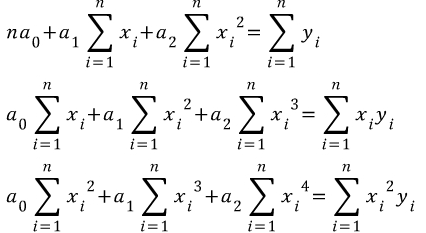 na₀+a₁ ∑ᵢ₌₁ⁿ xᵢ+a₂ ∑ᵢ₌₁ⁿ xᵢ²= ∑ᵢ₌₁ⁿ yᵢ
a₀ ∑ᵢ₌₁ⁿ xᵢ+a₁ ∑ᵢ₌₁ⁿ xᵢ²+a₂ ∑ᵢ₌₁ⁿ xᵢ³= ∑ᵢ₌₁ⁿ xᵢyᵢ
a₀ ∑ᵢ₌₁ⁿ xᵢ²+a₁ ∑ᵢ₌₁ⁿ xᵢ³+a₂ ∑ᵢ₌₁ⁿ xᵢ⁴= ∑ᵢ₌₁ⁿ xᵢ²yᵢ